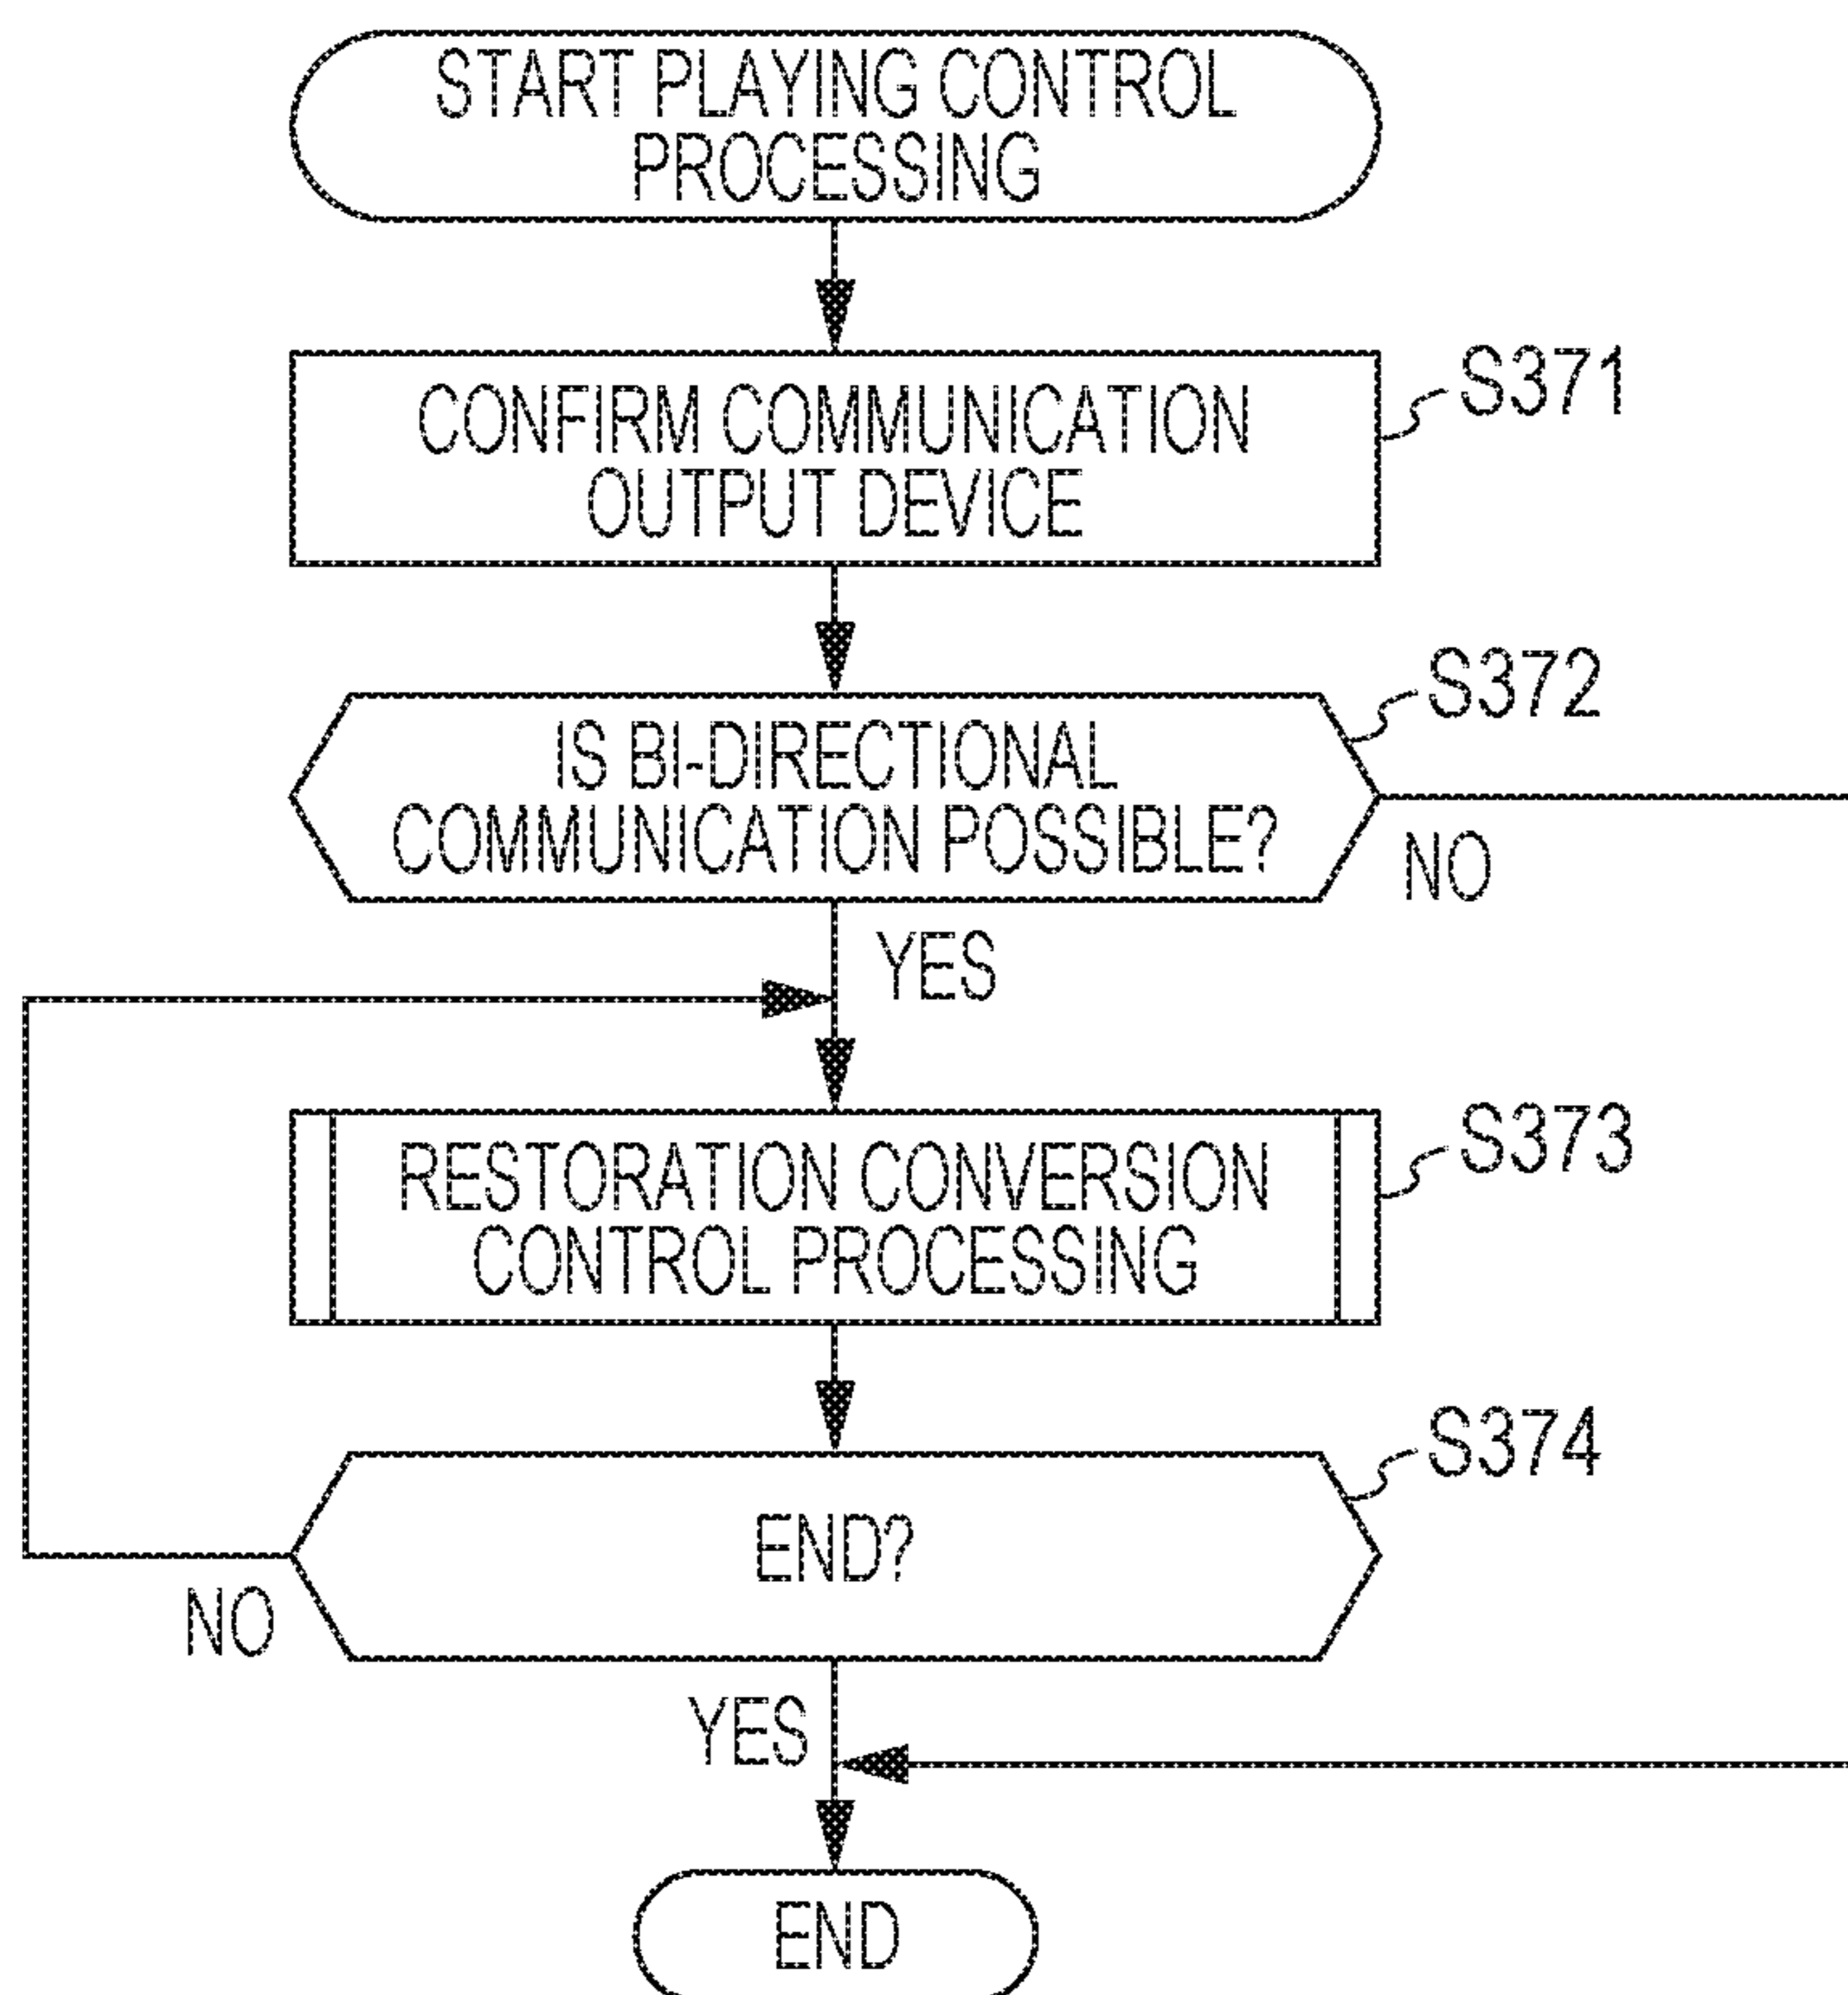 START PLAYING CONTROL
PROCESSING
CONFIRM COMMUNICATION
OUTPUT DEVICE
S371
IS BI-DIRECTIONAL
COMMUNICATION POSSIBLE?
S372
NO
YES
RESTORATION CONVERSION
CONTROL PROCESSING
S373
END?
S374
NO
YES
END